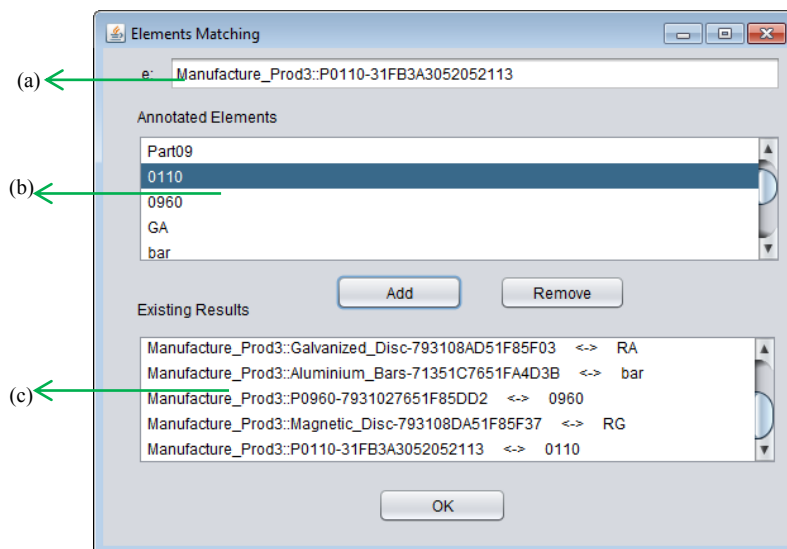 Elements Matching
(a)
e: Manufacture_Prod3::P0110-31FB3A3052052113
Annotated Elements
Part09
0110
(b)
0960
GA
bar
Add Remove
Existing Results
Manufacture_Prod3::Galvanized_Disc-793108AD51F85F03 <-> RA
Manufacture_Prod3::Aluminium_Bars-71351C7651FA4D3B <-> bar
(c)
Manufacture_Prod3::P0960-7931027651F85DD2 <-> 0960
Manufacture_Prod3::Magnetic_Disc-793108DA51F85F37 <-> RG
Manufacture_Prod3::P0110-31FB3A3052052113 <-> 0110
OK